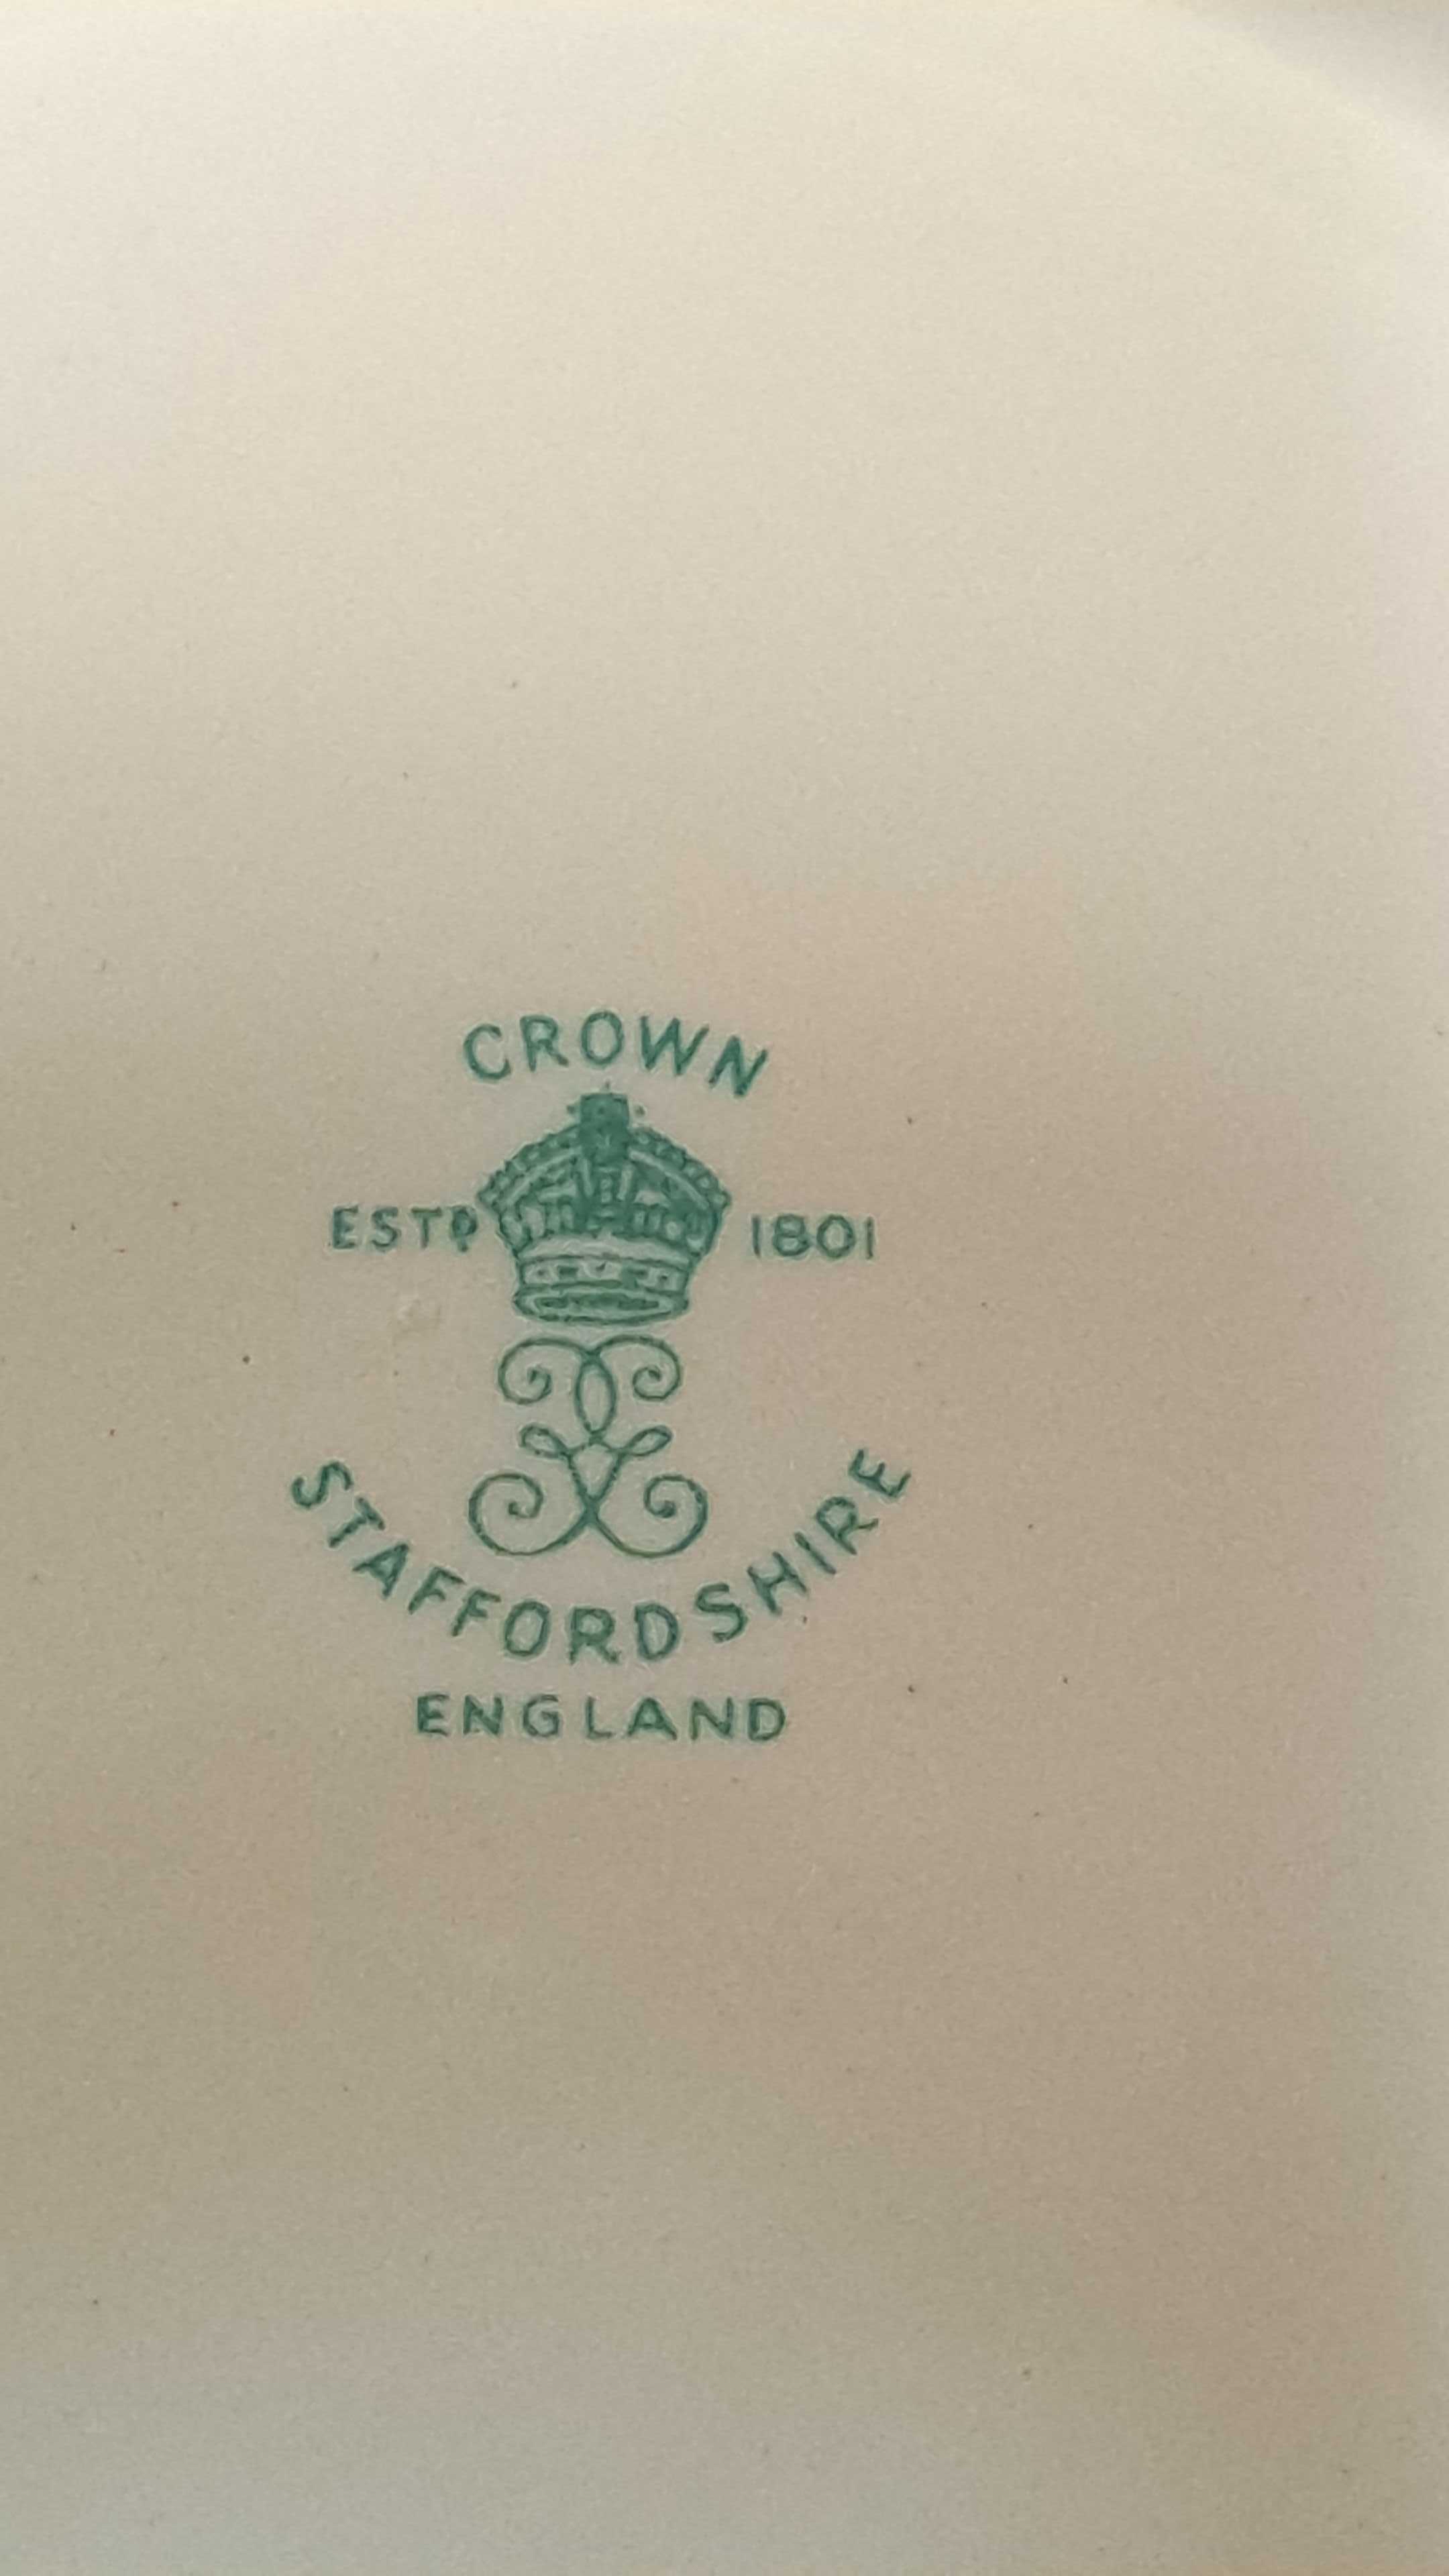 CROWN
ESTD 1801
STAFFORDSHIRE
ENGLAND